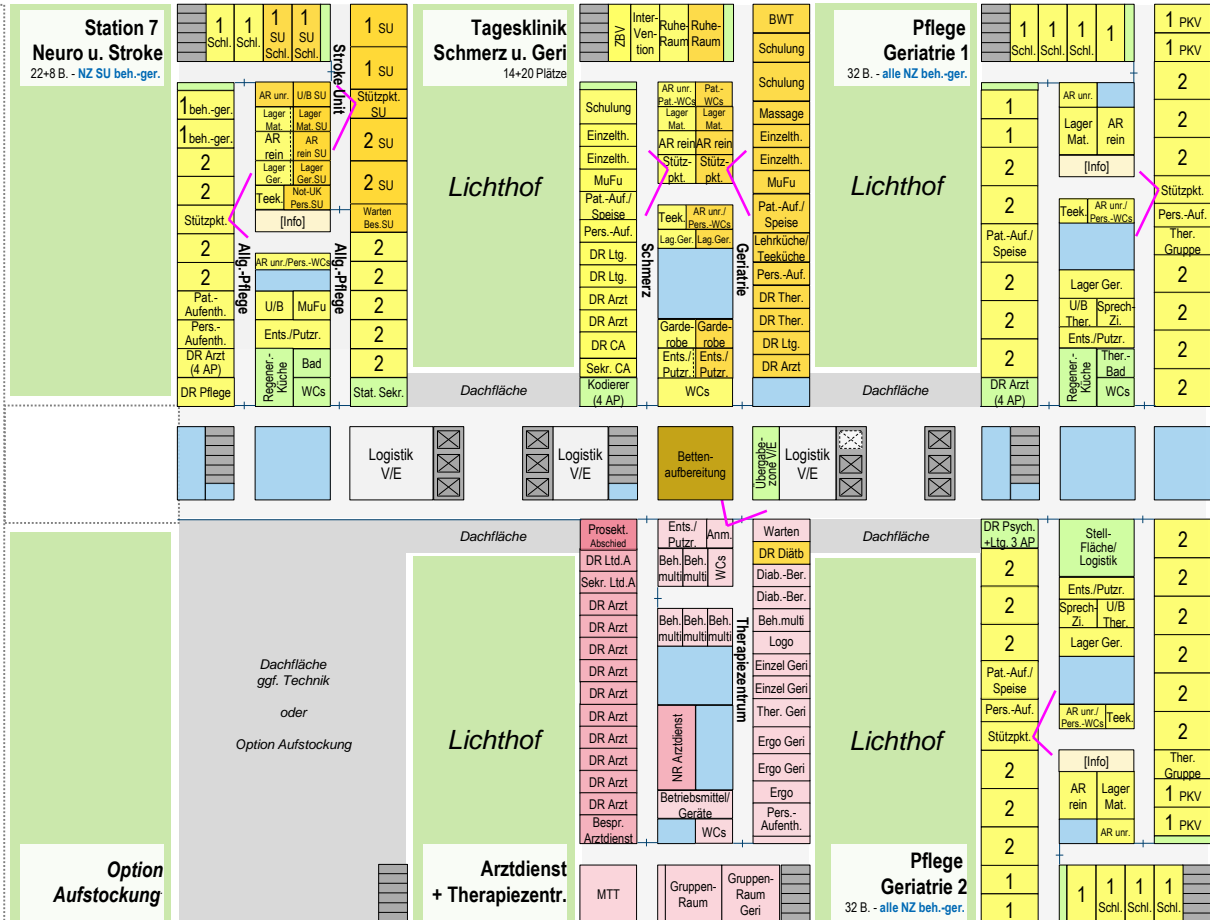 Station 7
Neuro u. Stroke
22+8 B. - NZ SU beh.-ger.
1
Schl.
1
Schl.
1
SU
Schl.
1
SU
Schl.
Stroke-Unit
1 SU
1 SU
Stützpkt.
SU
2 SU
2 SU
Warten
Bes.SU
2
2
2
2
2
Stat. Sekr.
1 beh.-ger.
1 beh.-ger.
2
2
Stützpkt.
2
2
Pat.-
Aufenth.
Pers.-
Aufenth.
DR Arzt
(4 AP)
DR Pflege
AR unr.
U/B SU
Lager
Mat.
Lager
Mat. SU
AR
rein
AR
rein SU
Lager
Ger.
Lager
Ger.SU
Teek.
Not-UK
Pers.SU
[Info]
Allg.-Pflege
Allg.-Pflege
AR unr./Pers.-WCs
U/B
MuFu
Ents./Putzr.
Regener.-
Küche
Bad
WCs
Tagesklinik
Schmerz u. Geri
14+20 Plätze
Lichthof
Dachfläche
ZBV
Inter-
Ven-
tion
Ruhe-
Raum
Ruhe-
Raum
Schulung
Einzelth.
Einzelth.
MuFu
Pat.-Auf./
Speise
Pers.-Auf.
DR Ltg.
DR Ltg.
DR Arzt
DR Arzt
DR CA
Sekr. CA
Kodierer
(4 AP)
AR unr.
Pat.-WCs
Pat.-
WCs
Lager
Mat.
Lager
Mat.
AR rein
AR rein
Stütz-
pkt.
Stütz-
pkt.
Teek.
AR unr./
Pers.-WCs
Lag.Ger.
Lag.Ger.
Schmerz
Geriatrie
Garde-
robe
Garde-
robe
Ents./
Putzr.
Ents./
Putzr.
WCs
BWT
Schulung
Schulung
Massage
Einzelth.
Einzelth.
MuFu
Pat.-Auf./
Speise
Lehrküche/
Teeküche
Pers.-Auf.
DR Ther.
DR Ther.
DR Ltg.
DR Arzt
Pflege
Geriatrie 1
32 B. - alle NZ beh.-ger.
Lichthof
Dachfläche
1
Schl.
1
Schl.
1
Schl.
1
1
1
2
2
Pat.-Auf./
Speise
2
2
2
DR Arzt
(4 AP)
AR unr.
Lager
Mat.
AR
rein
[Info]
Teek.
AR unr./
Pers.-WCs
Lager Ger.
U/B
Ther.
Sprech-
Zi.
Ents./Putzr.
Regener.-
Küche
Ther.-
Bad
WCs
1 PKV
1 PKV
2
2
2
2
Stützpkt.
Pers.-Auf.
Ther.
Gruppe
2
2
2
2
Logistik
V/E
Logistik
V/E
Betten-
aufbereitung
Übergabe-
zone V/E
Logistik
V/E
Dachfläche
ggf. Technik
oder
Option Aufstockung
Option
Aufstockung
Dachfläche
Lichthof
Arztdienst
+ Therapiezentr.
Prosekt.
Abschied
DR Ltd.A
Sekr. Ltd.A
DR Arzt
DR Arzt
DR Arzt
DR Arzt
DR Arzt
DR Arzt
DR Arzt
DR Arzt
DR Arzt
DR Arzt
Bespr.
Arztdienst
MTT
Ents./
Putzr.
Anm.
Beh.
multi
Beh.
multi
WCs
Beh.
multi
Beh.
multi
Beh.
multi
Therapiezentrum
NR Arztdienst
Betriebsmittel/
Geräte
WCs
Gruppen-
Raum
Gruppen-
Raum
Geri
Warten
DR Diätb
Diab.-Ber.
Diab.-Ber.
Beh.multi
Logo
Einzel Geri
Einzel Geri
Ther. Geri
Ergo Geri
Ergo Geri
Ergo
Pers.-
Aufenth.
Dachfläche
Lichthof
Pflege
Geriatrie 2
32 B. - alle NZ beh.-ger.
DR Psych.
+Ltg. 3 AP
2
2
2
Pat.-Auf./
Speise
Pers.-Auf.
Stützpkt.
2
2
2
1
1
Stell-
Fläche/
Logistik
Ents./Putzr.
Sprech-
Zi.
U/B
Ther.
Lager Ger.
AR unr./
Pers.-WCs
Teek.
[Info]
AR
rein
Lager
Mat.
AR unr.
2
2
2
2
2
2
Ther.
Gruppe
1 PKV
1 PKV
1
1
Schl.
1
Schl.
1
Schl.